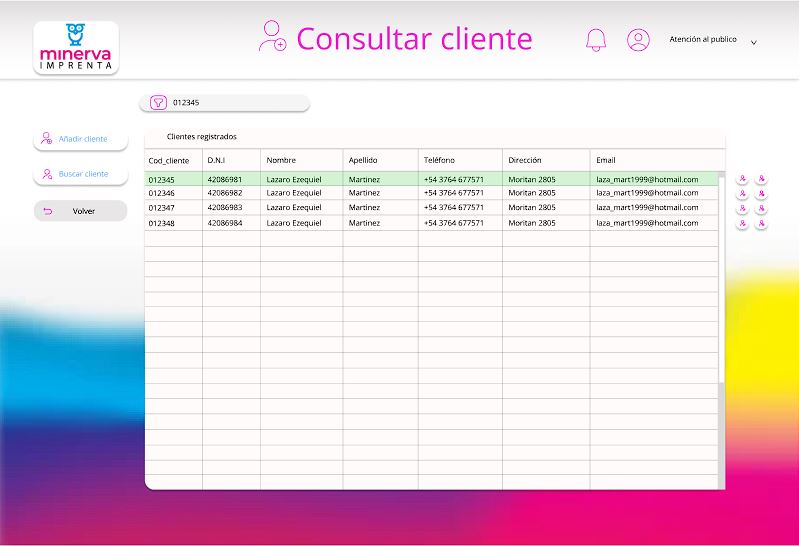 minerva
IMPRENTA
Consultar cliente
Atención al publico
012345
Añadir cliente
Buscar cliente
Volver
Clientes registrados
Cod_cliente D.N.I Nombre Apellido Teléfono Dirección Email
012345 42086981 Lazaro Ezequiel Martinez +54 3764 677571 Moritan 2805 laza_mart1999@hotmail.com
012346 42086982 Lazaro Ezequiel Martinez +54 3764 677571 Moritan 2805 laza_mart1999@hotmail.com
012347 42086983 Lazaro Ezequiel Martinez +54 3764 677571 Moritan 2805 laza_mart1999@hotmail.com
012348 42086984 Lazaro Ezequiel Martinez +54 3764 677571 Moritan 2805 laza_mart1999@hotmail.com